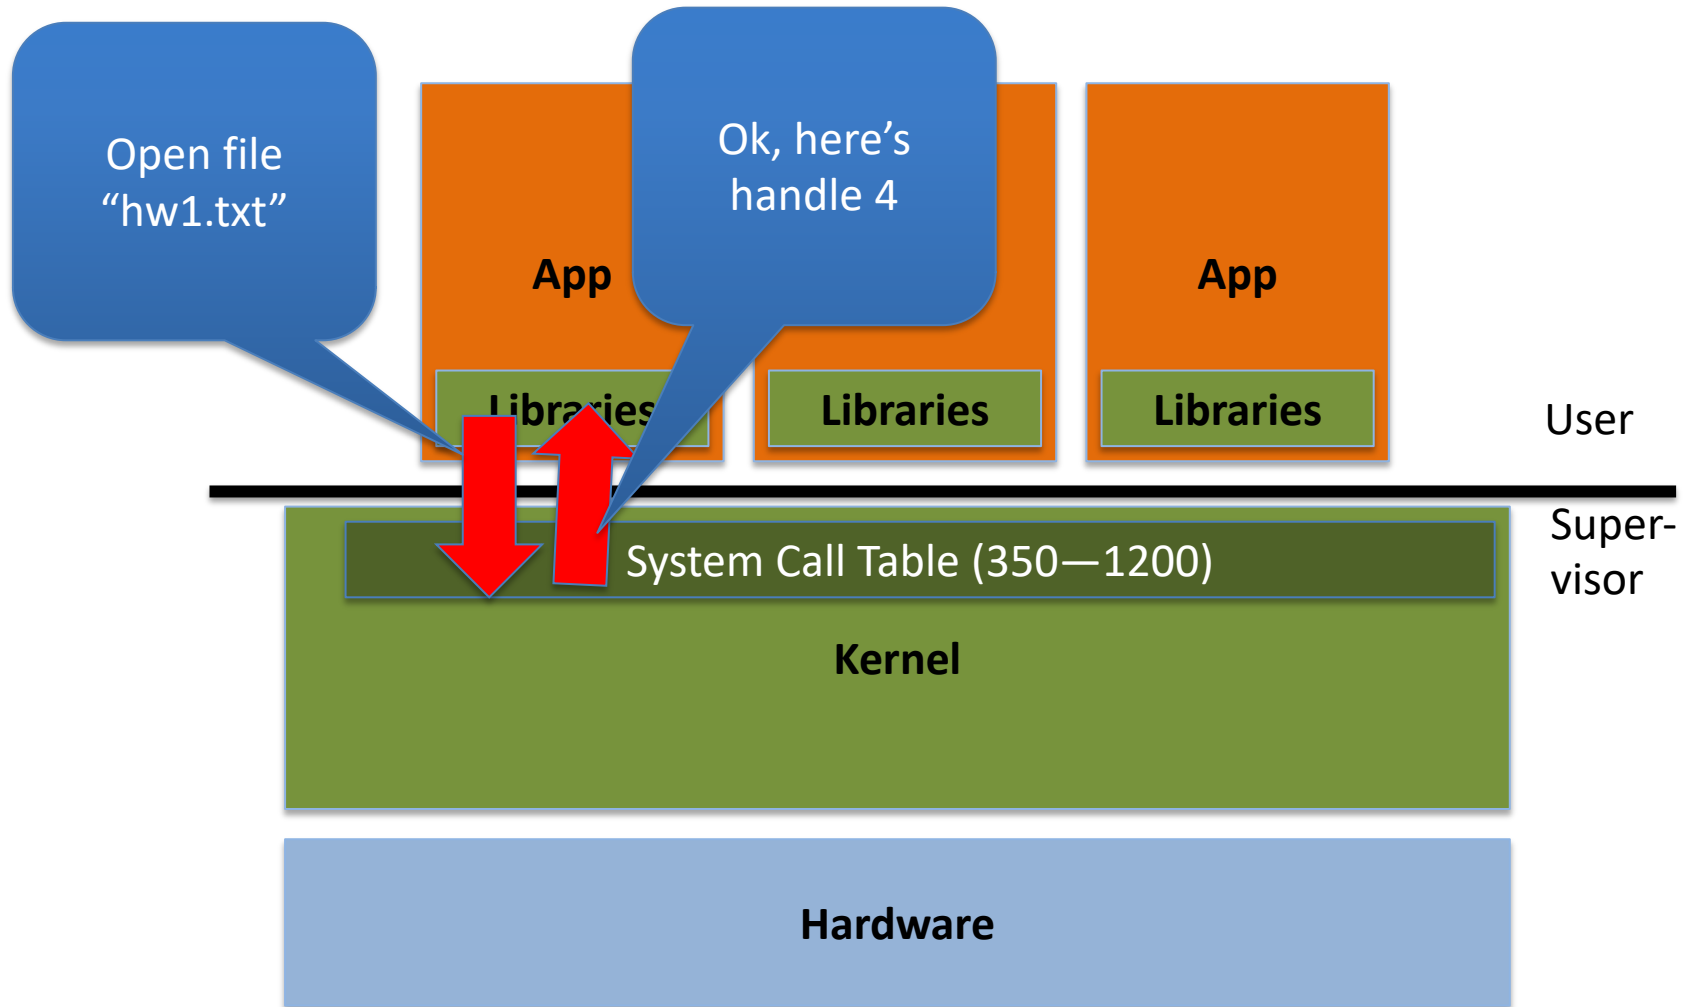 Open file
“hw1.txt”
Ok, here’s
handle 4
App
App
Libraries
Libraries
Libraries
User
Super-
visor
System Call Table (350—1200)
Kernel
Hardware